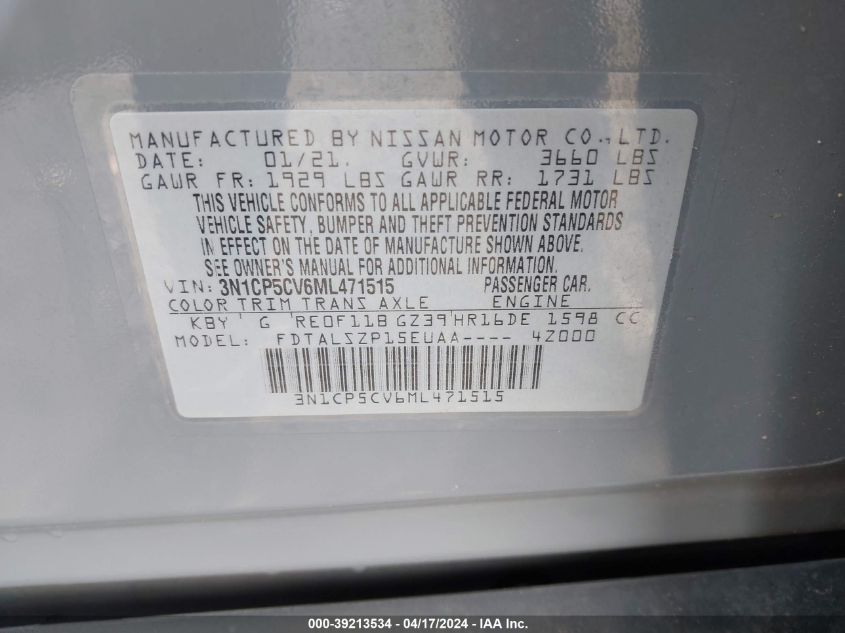 MANUFACTURED BY NISSAN MOTOR CO., LTD.
DATE: 01/21. GVWR: 3660 LBS
GAWR FR: 1929 LBS GAWR RR: 1731 LBS
THIS VEHICLE CONFORMS TO ALL APPLICABLE FEDERAL MOTOR
VEHICLE SAFETY, BUMPER AND THEFT PREVENTION STANDARDS
IN EFFECT ON THE DATE OF MANUFACTURE SHOWN ABOVE.
SEE OWNER'S MANUAL FOR ADDITIONAL INFORMATION.
VIN: 3N1CP5CV6ML471515 PASSENGER CAR.
COLOR TRIM TRANS AXLE ENGINE
KBY G RE0F11B GZ39 HR16DE 1598 CC
MODEL: FDTALSZP15EUAA---- 42000
3N1CP5CV6ML471515
000-39213534 - 04/17/2024 - IAA Inc.